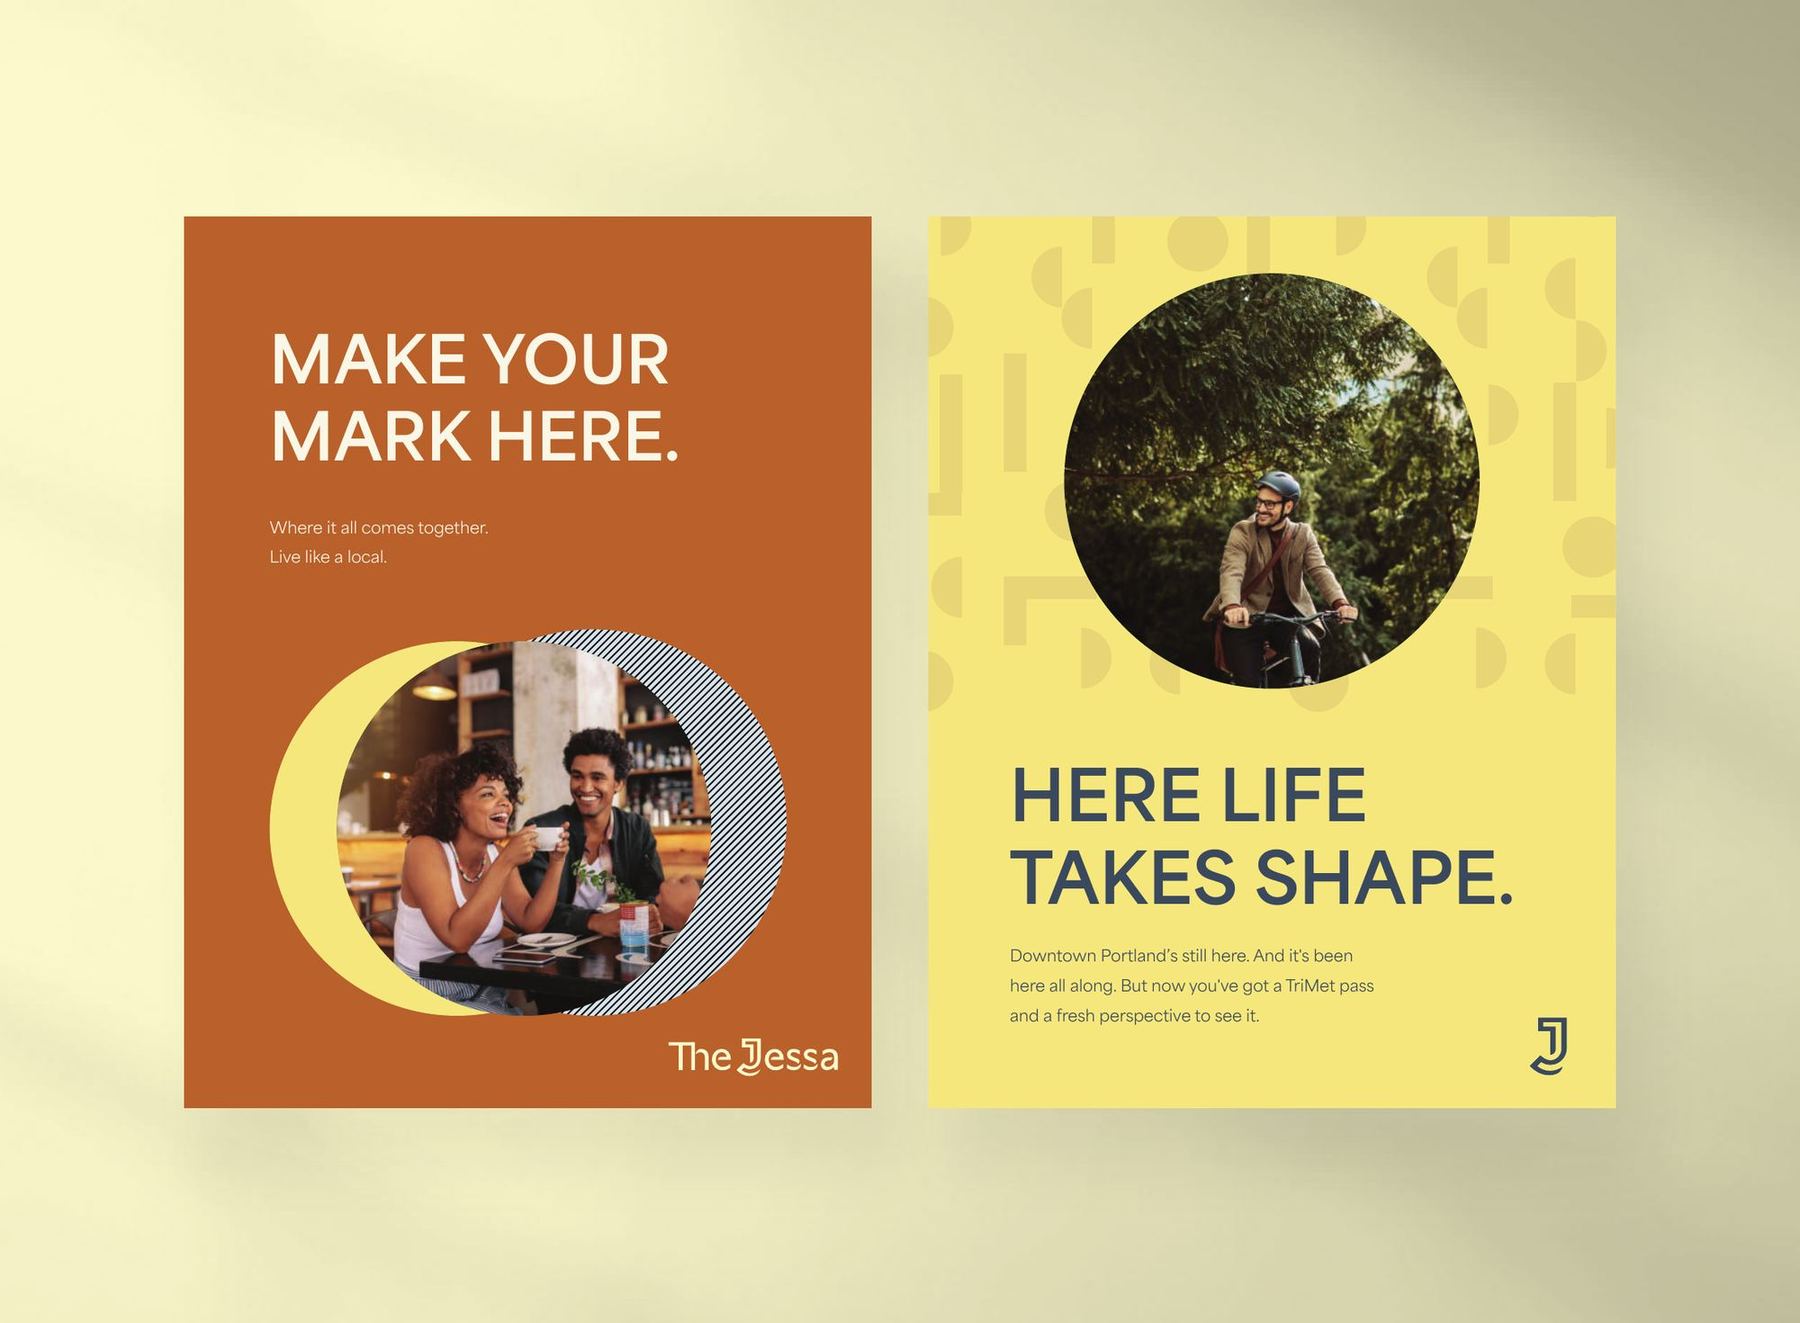 MAKE YOUR
MARK HERE.
Where it all comes together.
Live like a local.
The Jessa
HERE LIFE
TAKES SHAPE.
Downtown Portland’s still here. And it's been
here all along. But now you've got a TriMet pass
and a fresh perspective to see it.
J